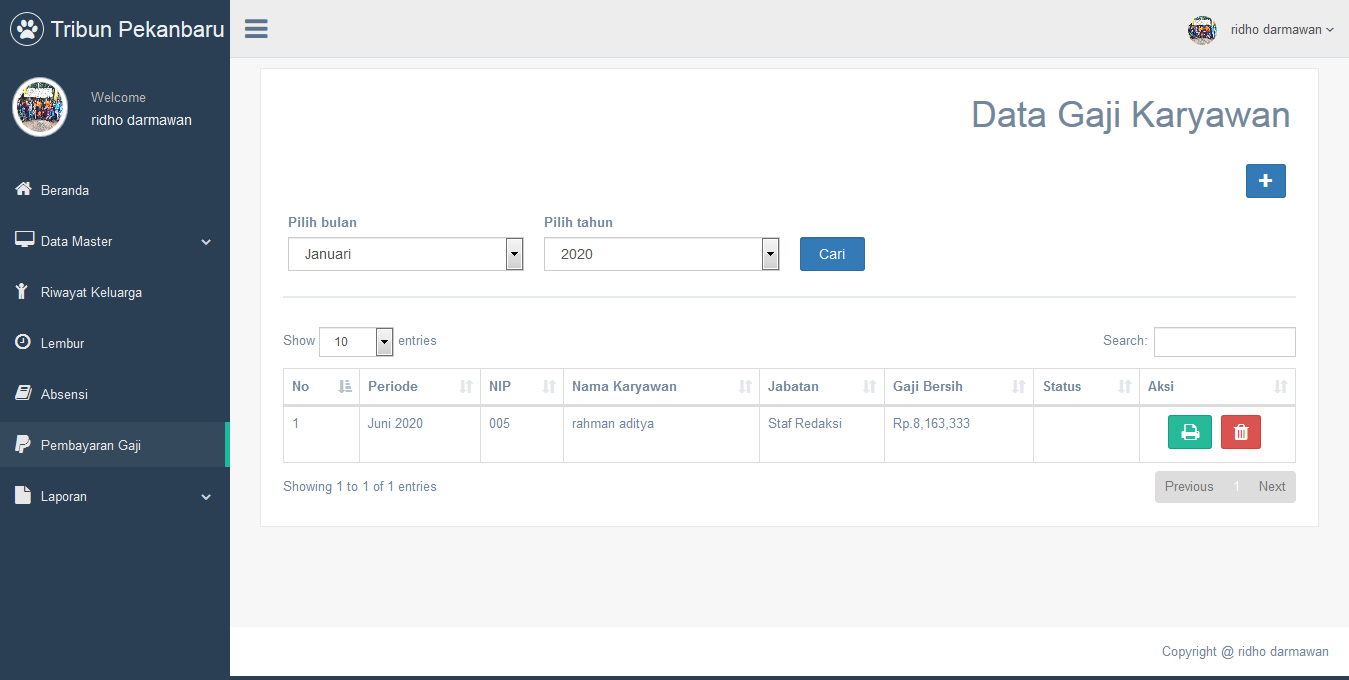 Tribun Pekanbaru
ridho darmawan
Welcome
ridho darmawan
Beranda
Data Master
Riwayat Keluarga
Lembur
Absensi
Pembayaran Gaji
Laporan
Data Gaji Karyawan
Pilih bulan Pilih tahun
Januari 2020 Cari
Show 10 entries Search:
No Periode NIP Nama Karyawan Jabatan Gaji Bersih Status Aksi
1 Juni 2020 005 rahman aditya Staf Redaksi Rp.8,163,333
Showing 1 to 1 of 1 entries Previous 1 Next
Copyright @ ridho darmawan